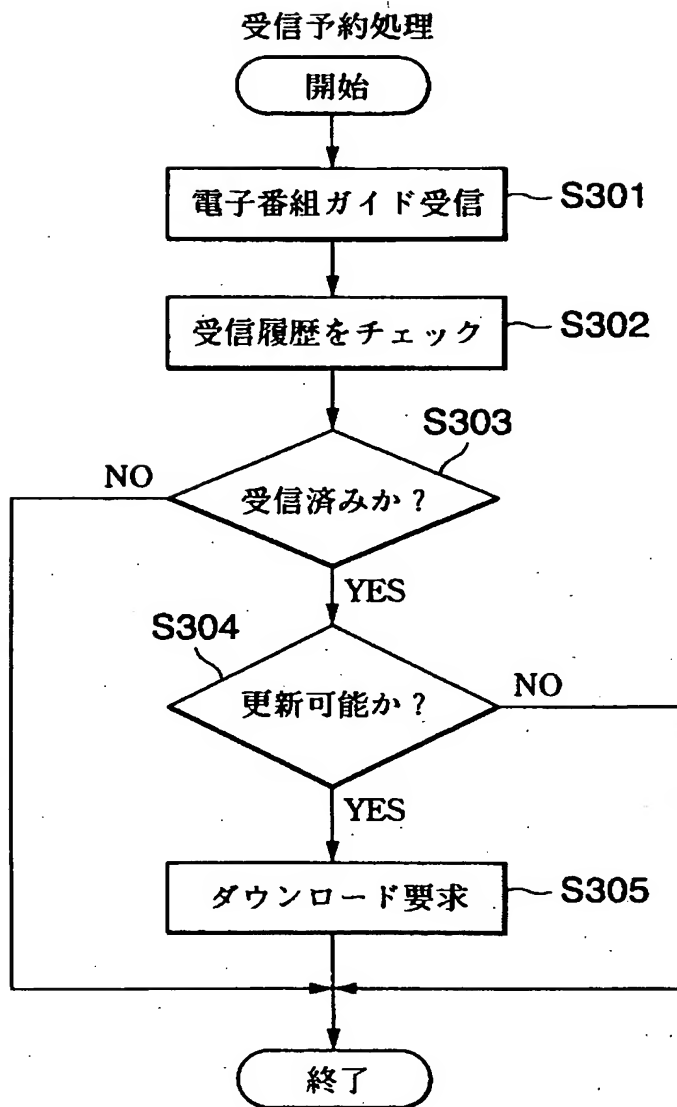 受信予約処理
開始
電子番組ガイド受信
S301
受信履歴をチェック
S302
S303
NO
受信済みか?
YES
S304
更新可能か?
NO
YES
ダウンロード要求
S305
終了